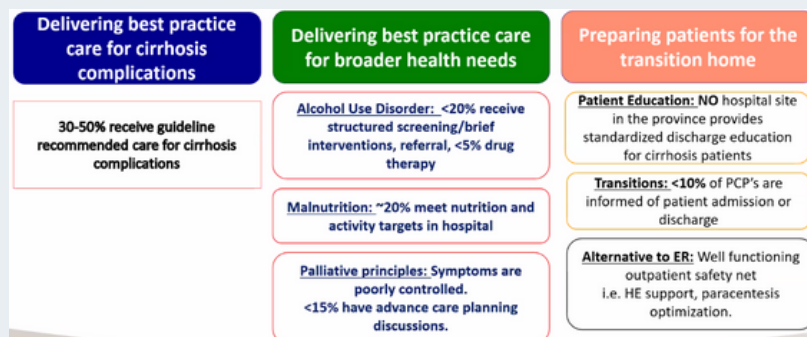 Delivering best practice
care for cirrhosis
complications
30-50% receive guideline
recommended care for cirrhosis
complications
Delivering best practice care
for broader health needs
Alcohol Use Disorder: <20% receive
structured screening/brief
interventions, referral, <5% drug
therapy
Malnutrition: ~20% meet nutrition and
activity targets in hospital
Palliative principles: Symptoms are
poorly controlled.
<15% have advance care planning
discussions.
Preparing patients for the
transition home
Patient Education: NO hospital site
in the province provides
standardized discharge education
for cirrhosis patients
Transitions: <10% of PCP's are
informed of patient admission or
discharge
Alternative to ER: Well functioning
outpatient safety net
i.e. HE support, paracentesis
optimization.